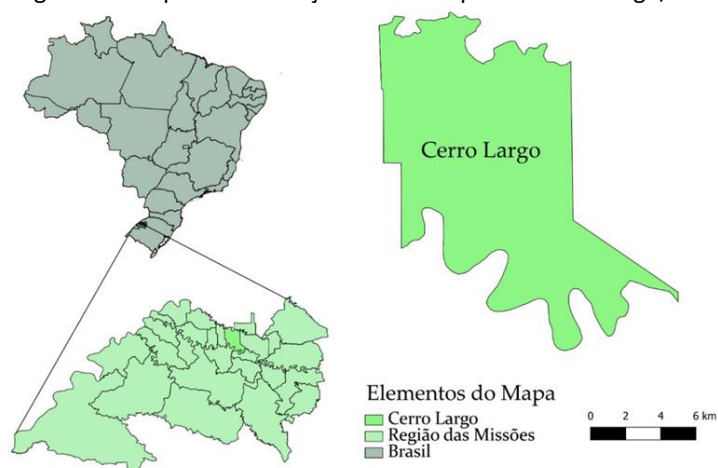 Cerro Largo
Elementos do Mapa
Cerro Largo
Região das Missões
Brasil
0 2 4 6 km